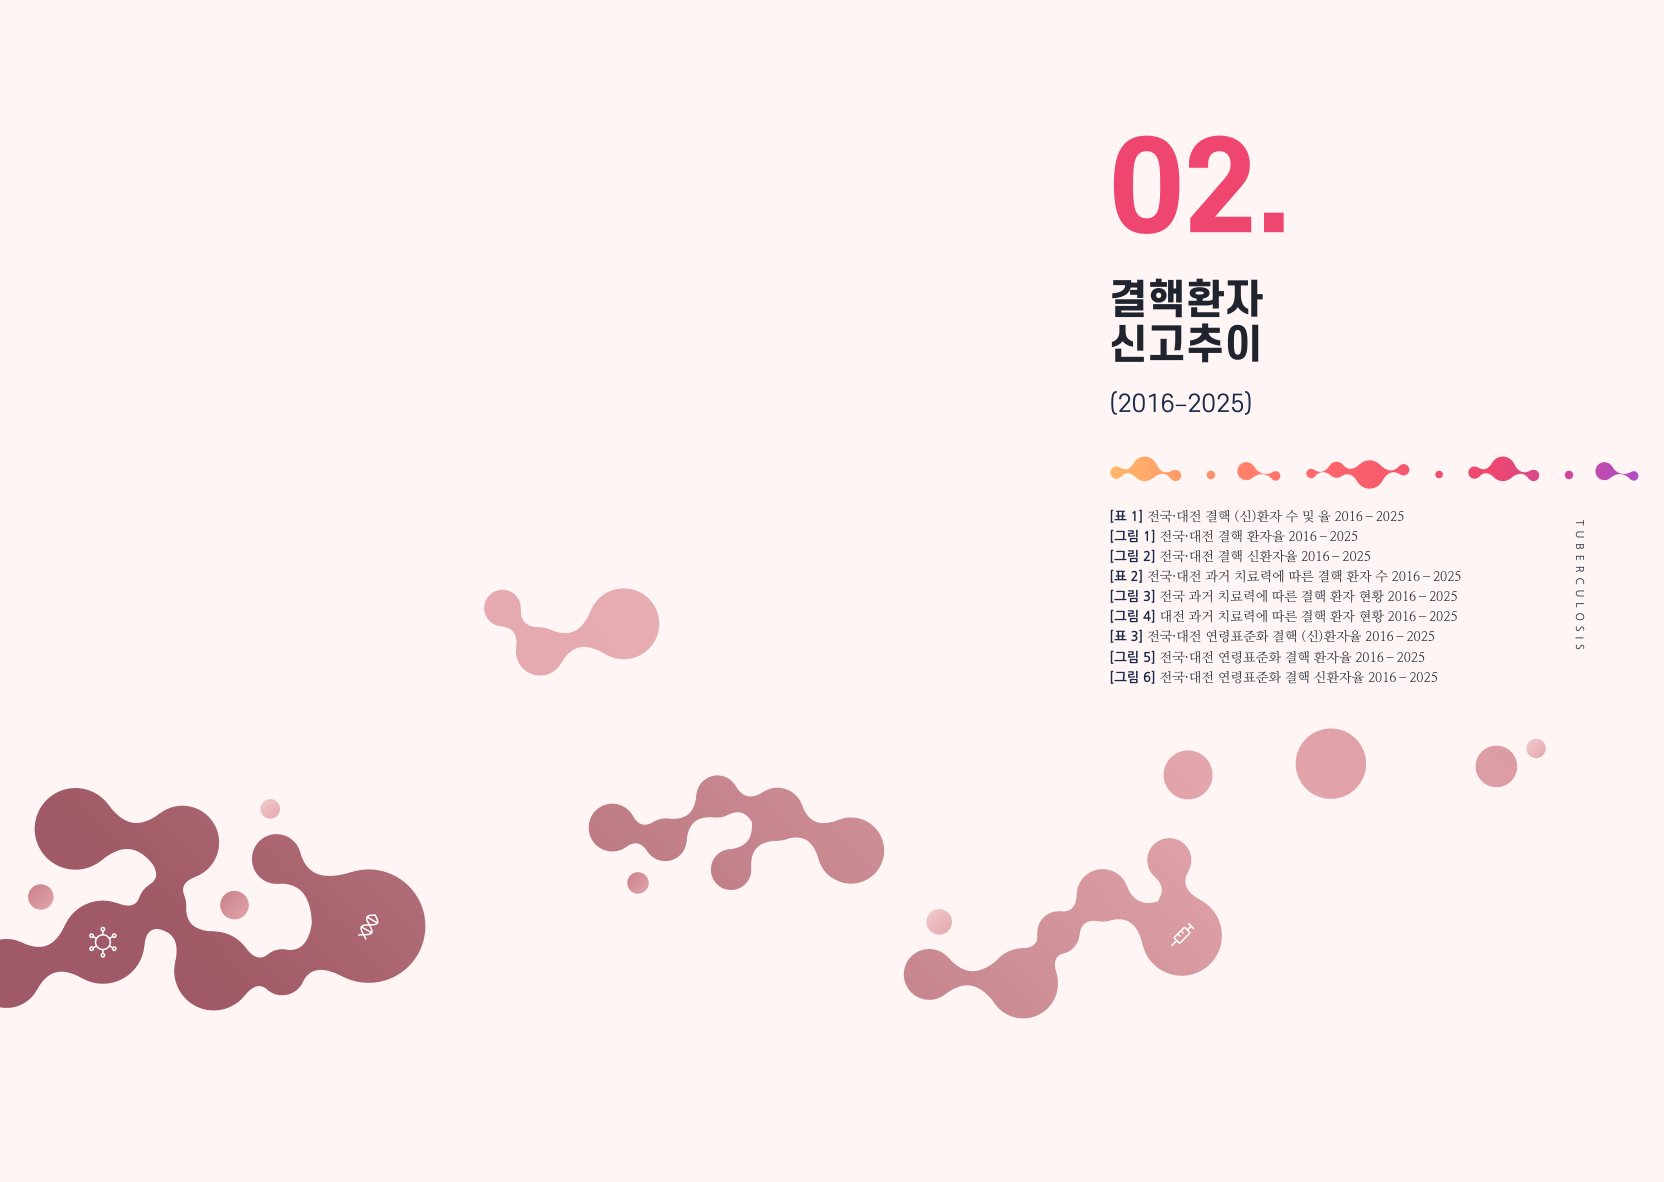 02.
결핵환자
신고추이
(2016-2025)
[표 1] 전국·대전 결핵 (신)환자 수 및 율 2016 – 2025
[그림 1] 전국·대전 결핵 환자율 2016 – 2025
[그림 2] 전국·대전 결핵 신환자율 2016 – 2025
[표 2] 전국·대전 과거 치료력에 따른 결핵 환자 수 2016 – 2025
[그림 3] 전국 과거 치료력에 따른 결핵 환자 현황 2016 – 2025
[그림 4] 대전 과거 치료력에 따른 결핵 환자 현황 2016 – 2025
[표 3] 전국·대전 연령표준화 결핵 (신)환자율 2016 – 2025
[그림 5] 전국·대전 연령표준화 결핵 환자율 2016 – 2025
[그림 6] 전국·대전 연령표준화 결핵 신환자율 2016 – 2025
TUBERCULOSIS